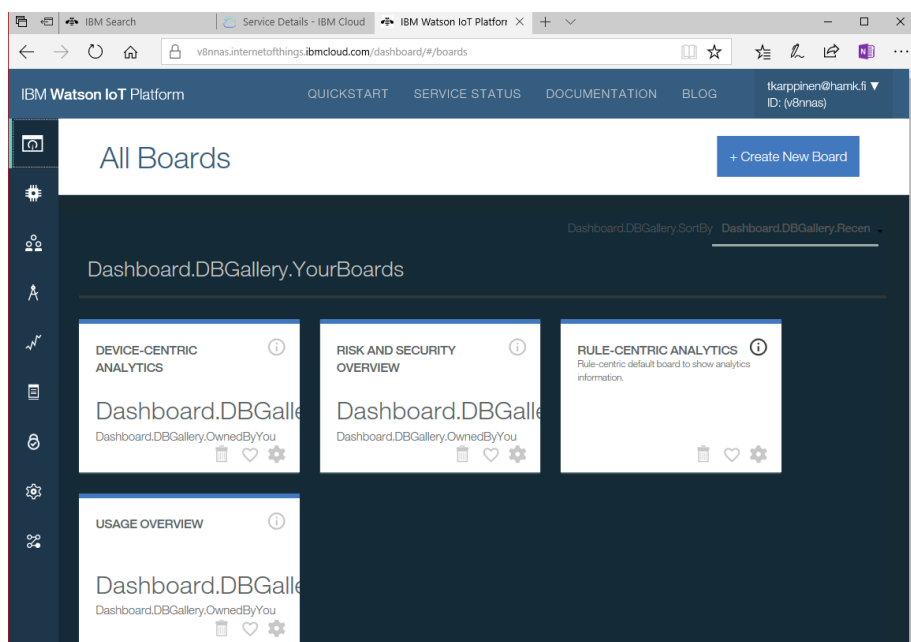 IBM Search
Service Details - IBM Cloud
IBM Watson IoT Platforr
v8nnas.internetofthings.ibmcloud.com/dashboard/#/boards
IBM Watson IoT Platform
QUICKSTART
SERVICE STATUS
DOCUMENTATION
BLOG
tkarppinen@hamk.fi ▼
ID: (v8nnas)
All Boards
+ Create New Board
Dashboard.DBGallery.SortBy
Dashboard.DBGallery.Recen
Dashboard.DBGallery.YourBoards
DEVICE-CENTRIC
ANALYTICS
Dashboard.DBGalle
Dashboard.DBGallery.OwnedByYou
RISK AND SECURITY
OVERVIEW
Dashboard.DBGalle
Dashboard.DBGallery.OwnedByYou
RULE-CENTRIC ANALYTICS
Rule-centric default board to show analytics
information.
USAGE OVERVIEW
Dashboard.DBGalle
Dashboard.DBGallery.OwnedByYou